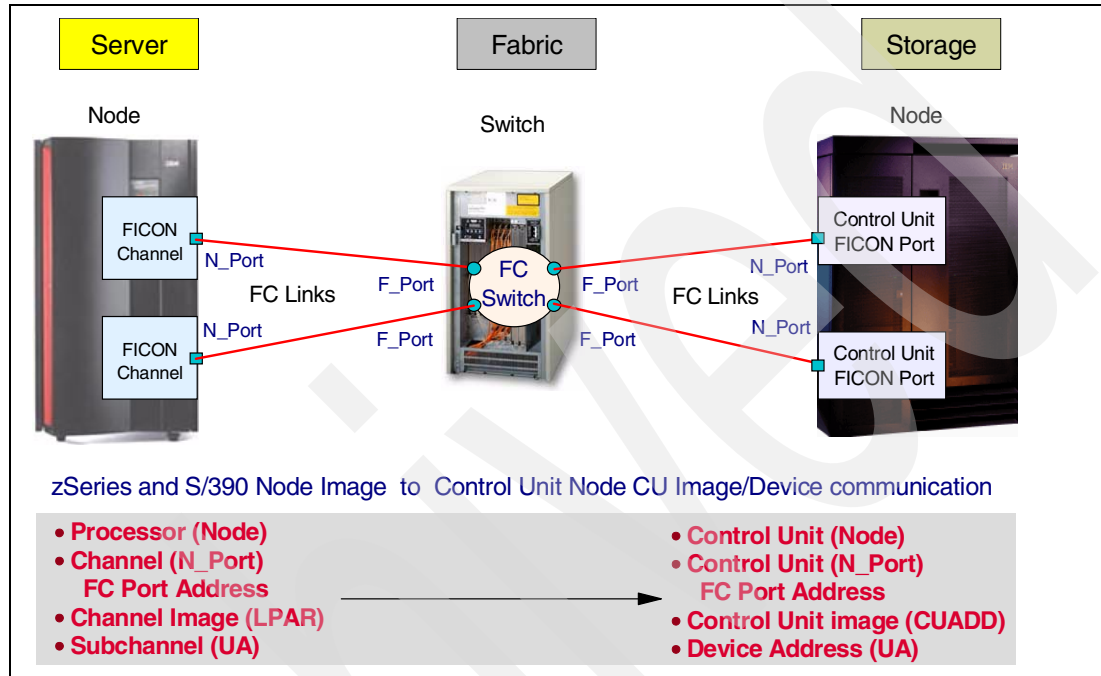 Server
Fabric
Storage
Node
Switch
Node
FICON
Channel
N_Port
FC Links
F_Port
FC
Switch
F_Port
FC Links
N_Port
Control Unit
FICON Port
FICON
Channel
N_Port
F_Port
F_Port
N_Port
Control Unit
FICON Port
zSeries and S/390 Node Image to Control Unit Node CU Image/Device communication
• Processor (Node)
• Channel (N_Port)
FC Port Address
• Channel Image (LPAR)
• Subchannel (UA)
• Control Unit (Node)
• Control Unit (N_Port)
FC Port Address
• Control Unit image (CUADD)
• Device Address (UA)